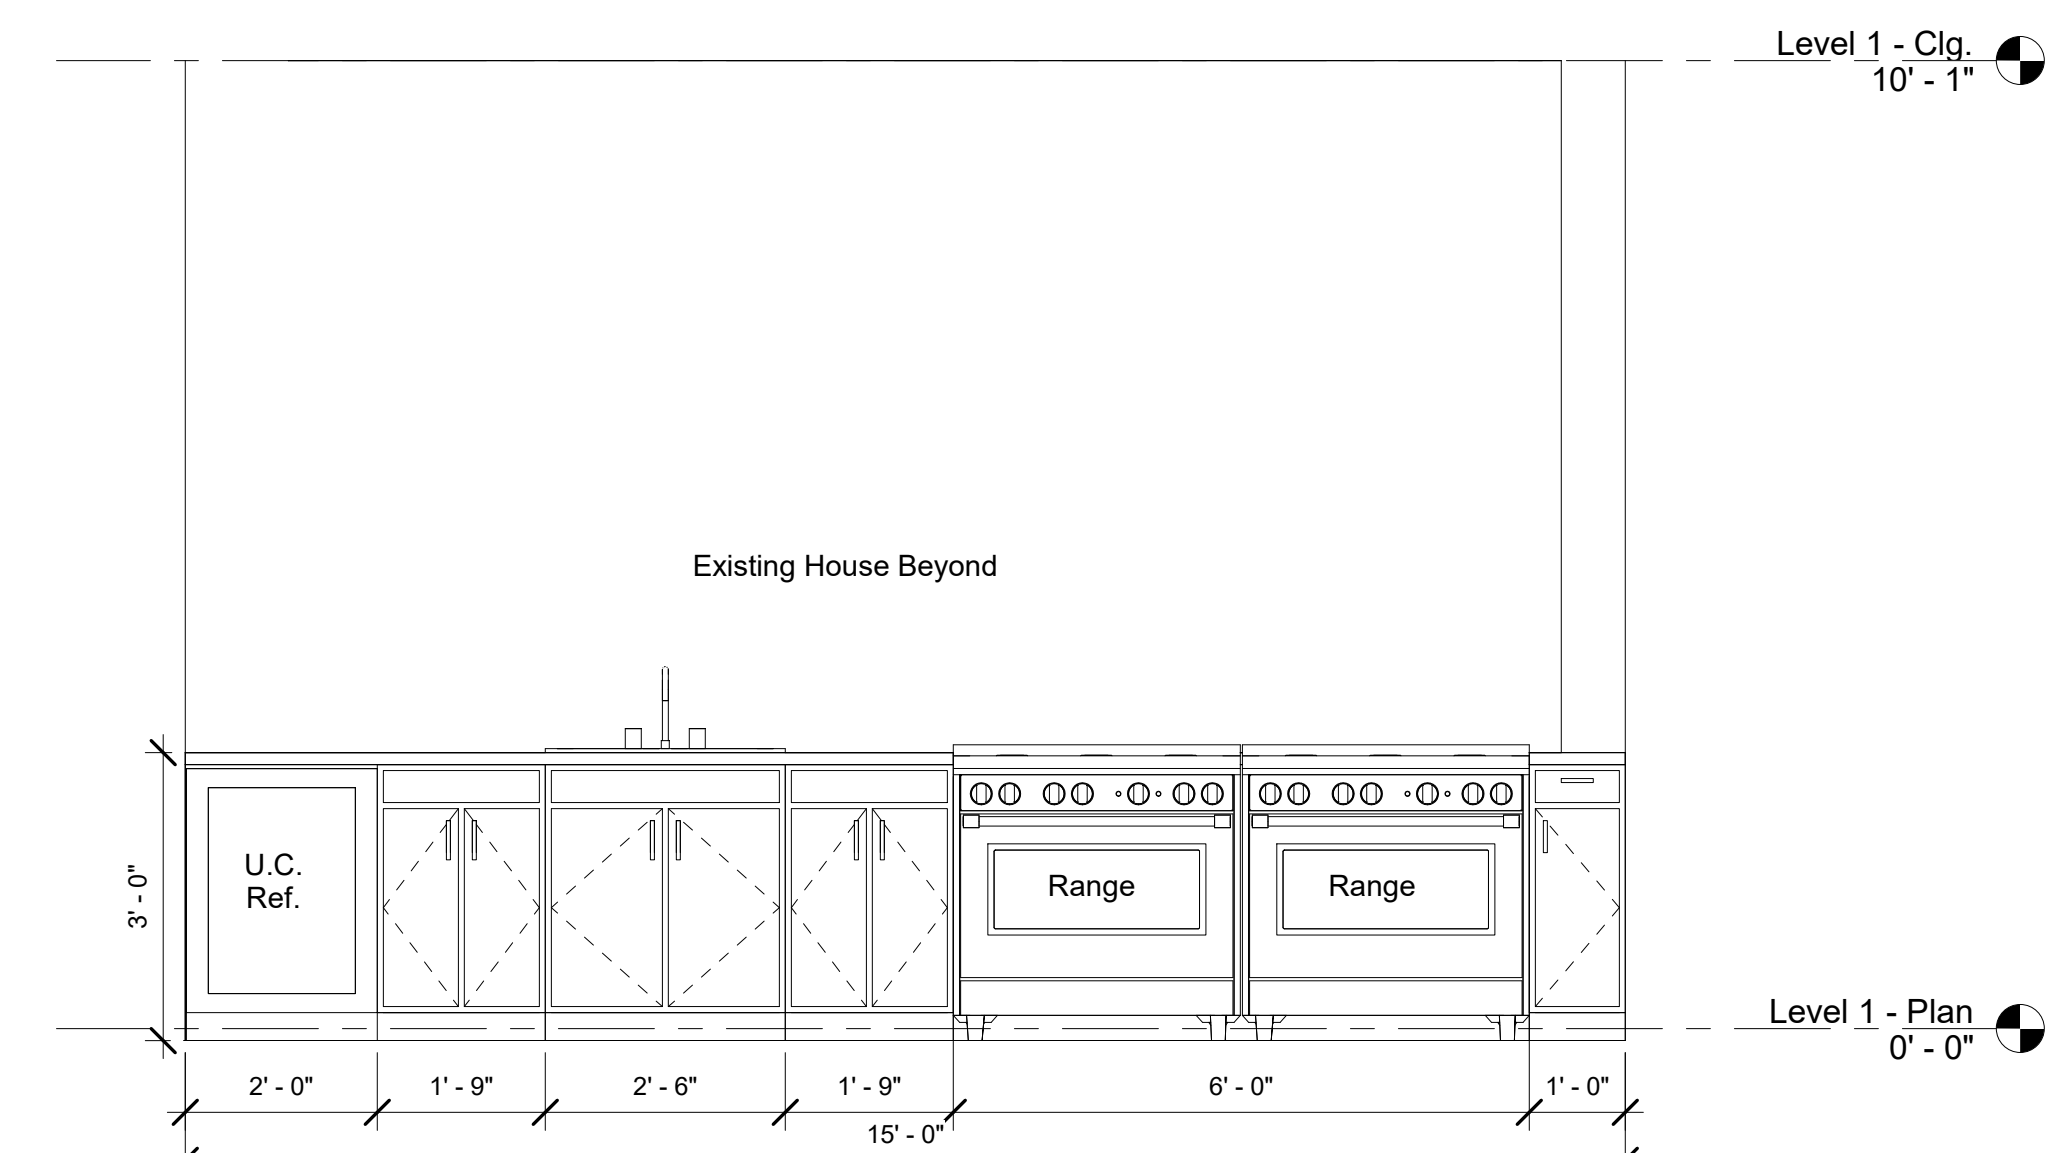 Level 1 - Clg.
10' - 1"
Existing House Beyond
U.C.
Ref.
Range
Range
3' - 0"
Level 1 - Plan
0' - 0"
2' - 0"
1' - 9"
2' - 6"
1' - 9"
6' - 0"
1' - 0"
15' - 0"